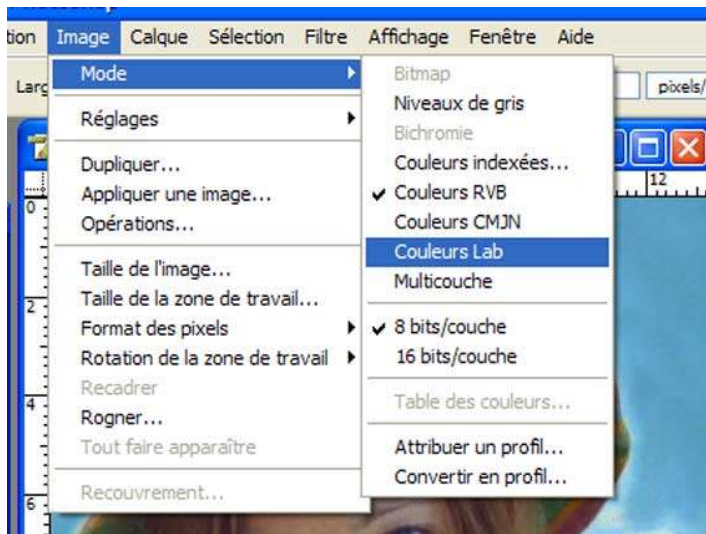 Image Calque Sélection Filtre Affichage Fenêtre Aide
Mode
Réglages
Dupliquer...
Appliquer une image...
Opérations...
Taille de l'image...
Taille de la zone de travail...
Format des pixels
Rotation de la zone de travail
Recadrer
Rogner...
Tout faire apparaître
Recouvrement...
Bitmap
Niveaux de gris
Bichromie
Couleurs indexées...
Couleurs RVB
Couleurs CMJN
Couleurs Lab
Multicouche
8 bits/couche
16 bits/couche
Table des couleurs...
Attribuer un profil...
Convertir en profil...
pixels/
12
0
2
4
6